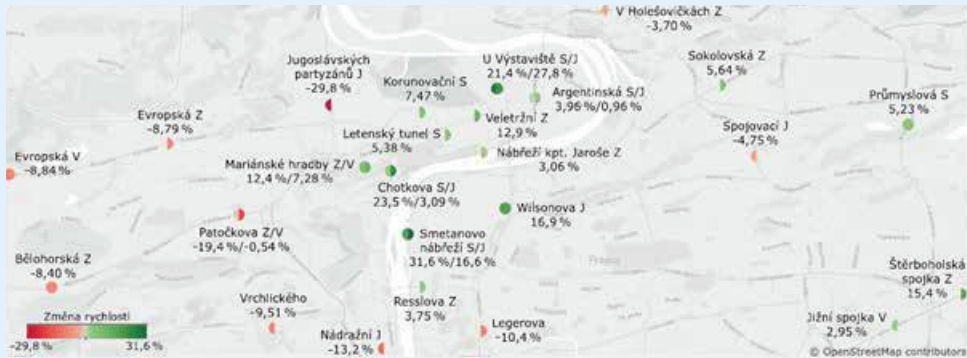 V Holešovičkách Z
-3,70 %
Jugoslávských
partyzánů J
-29,8 %
Korunovační S
7,47 %
U Výstaviště S/J
21,4 %/27,8 %
Sokolovská Z
5,64 %
Argentinská S/J
3,96 %/0,96 %
Průmyslová S
5,23 %
Evropská Z
-8,79 %
Letenský tunel S
5,38 %
Veletržní Z
12,9 %
Spojovací J
-4,75 %
Evropská V
-8,84 %
Mariánské hradby Z/V
12,4 %/7,28 %
Nábřeží kpt. Jaroše Z
3,06 %
Chotkova S/J
23,5 %/3,09 %
Wilsonova J
16,9 %
Patočkova Z/V
-19,4 %/-0,54 %
Smetanovo
nábřeží S/J
31,6 %/16,6 %
Bělohorská Z
-8,40 %
Štěrboholská
spojka Z
15,4 %
Vrchlického
-9,51 %
Resslova Z
3,75 %
Změna rychlosti
-29,8 %
31,6 %
Nádražní J
-13,2 %
Legerova
-10,4 %
Jižní spojka V
2,95 %
© OpenStreetMap contributors